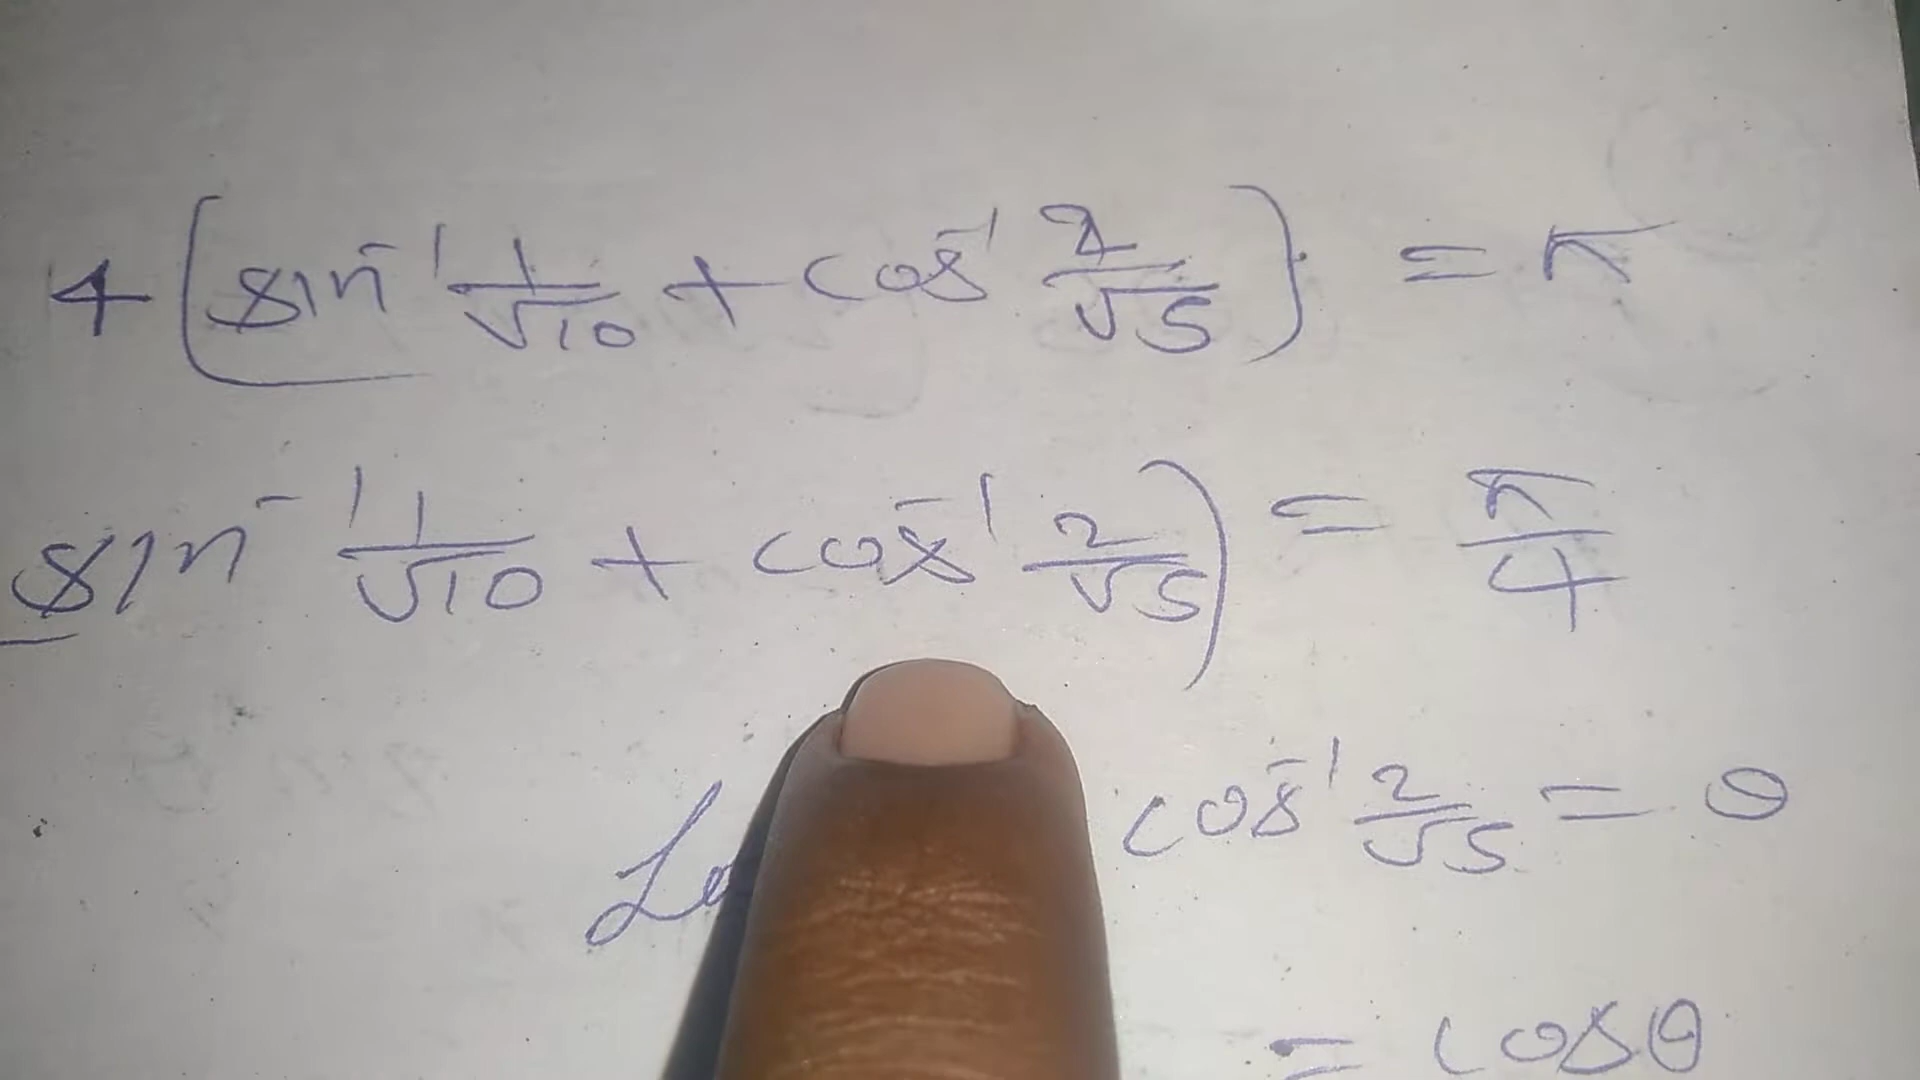 4 (sin⁻¹ 1/√10 + cos⁻¹ 2/√5) = π
sin⁻¹ 1/√10 + cos⁻¹ 2/√5) = π/4
cos⁻¹ 2/√5 = θ
= cosθ